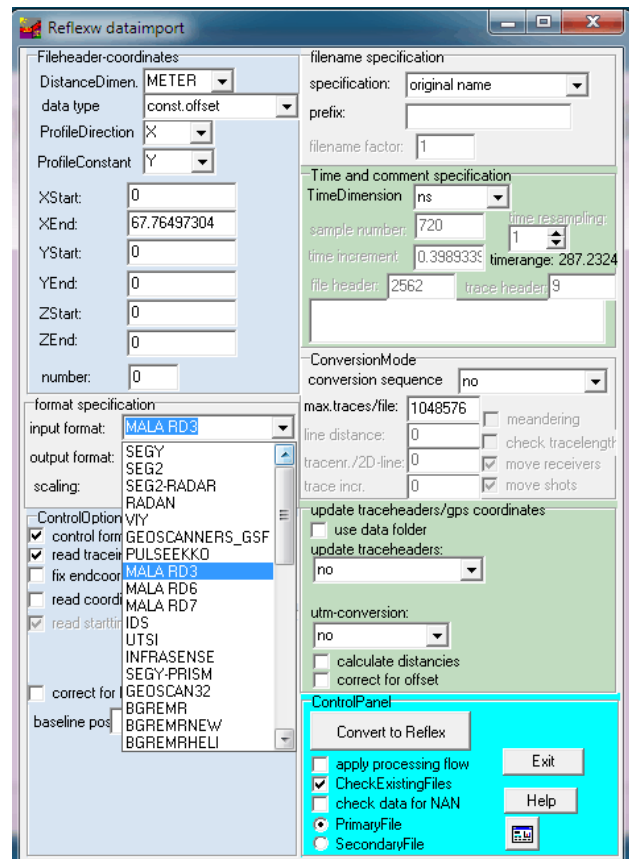 Reflexw dataimport
Fileheader-coordinates
DistanceDimen. METER
data type const.offset
ProfileDirection X
ProfileConstant Y
XStart: 0
XEnd: 67.76497304
YStart: 0
YEnd: 0
ZStart: 0
ZEnd: 0
number: 0
format specification
input format: MALA RD3
output format:
scaling:
SEGY
SEG2
SEG2-RADAR
RADAN
VIY
GEOSCANNERS_GSF
PULSEEKKO
MALA RD3
MALA RD6
MALA RD7
IDS
UTSI
INFRASENSE
SEGY-PRISM
GEOSCAN32
BGREMR
BGREMRNEW
BGREMRHELI
ControlOption
control form
read tracein
fix endcoor
read coordi
read starttin
correct for
baseline pos
filename specification
specification: original name
prefix:
filename factor: 1
Time and comment specification
TimeDimension ns
sample number: 720
time resampling:
1
time increment 0.3989339
timerange: 287.2324
file header: 2562 trace header 9
ConversionMode
conversion sequence no
max.traces/file: 1048576
meandering
line distance: 0
check tracelength
tracenr./2D-line: 0
move receivers
trace incr. 0
move shots
update traceheaders/gps coordinates
use data folder
update traceheaders:
no
utm-conversion:
no
calculate distancies
correct for offset
ControlPanel
Convert to Reflex
apply processing flow
Exit
CheckExistingFiles
check data for NAN
Help
PrimaryFile
SecondaryFile